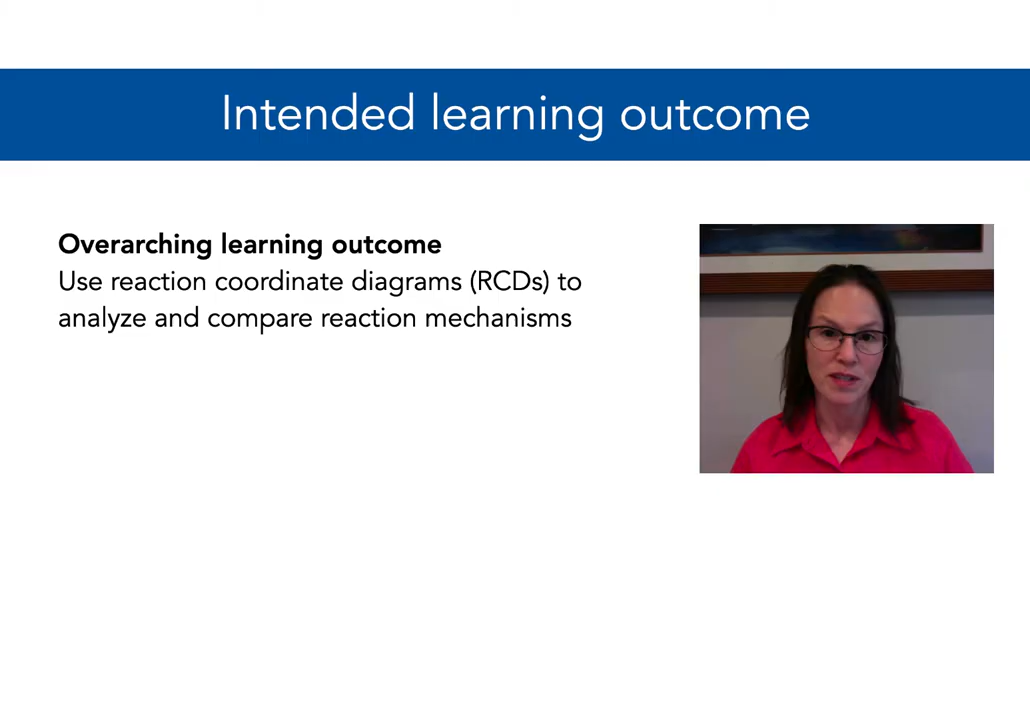 Intended learning outcome
Overarching learning outcome
Use reaction coordinate diagrams (RCDs) to
analyze and compare reaction mechanisms